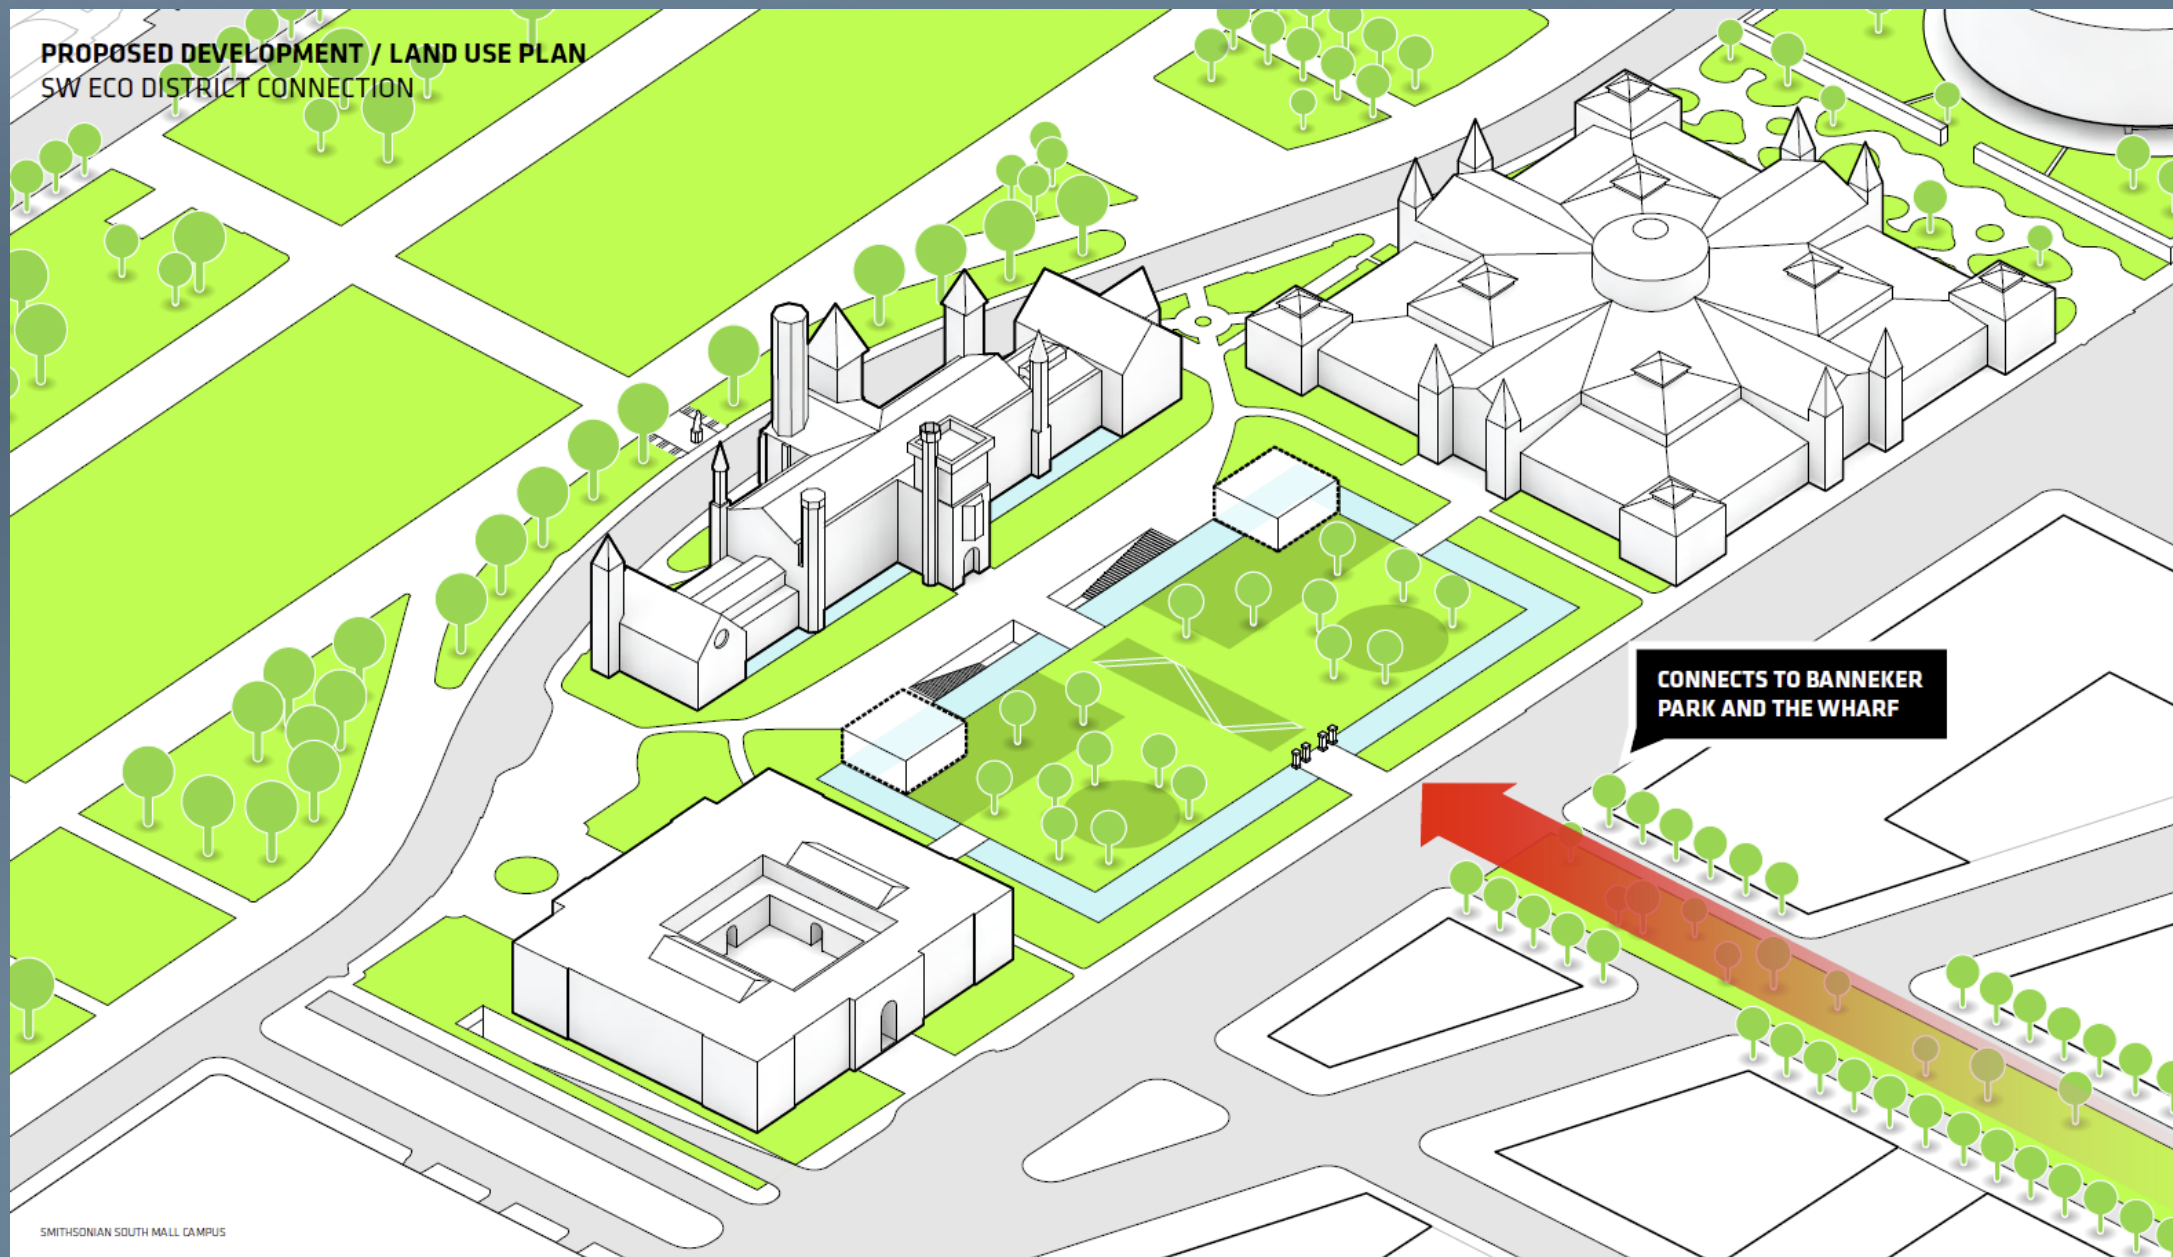 PROPOSED DEVELOPMENT / LAND USE PLAN
SW ECO DISTRICT CONNECTION
CONNECTS TO BANNEKER
PARK AND THE WHARF
SMITHSONIAN SOUTH MALL CAMPUS